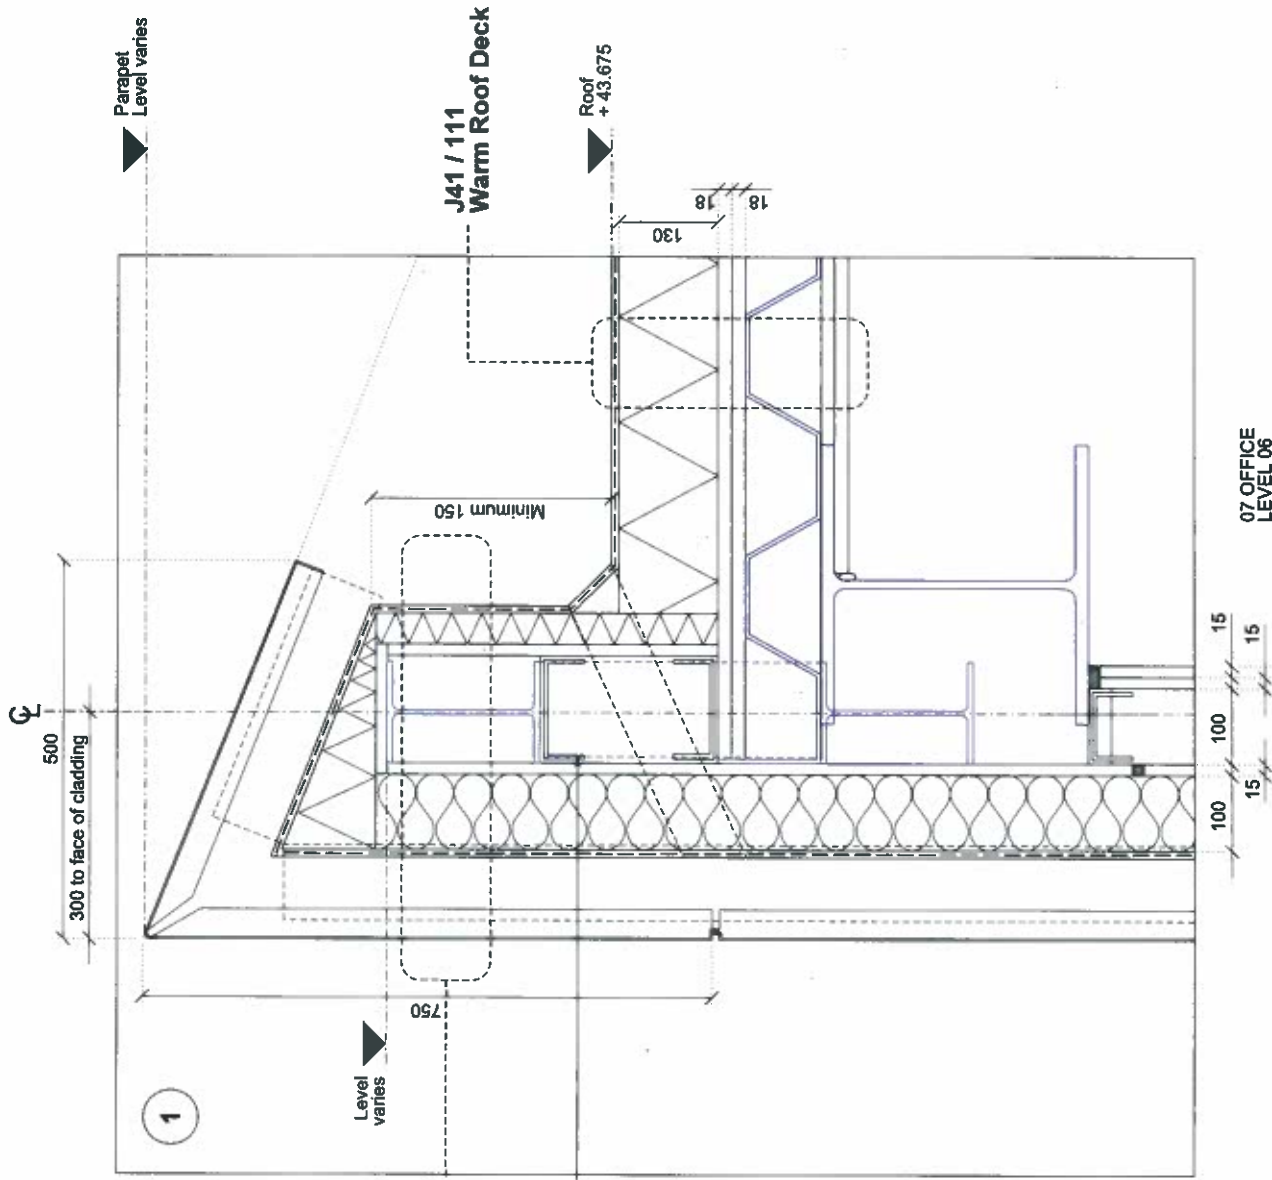 Parapet
Level varies
J41 / 111
Warm Roof Deck
Roof
+ 43.675
℄
500
300 to face of cladding
Minimum 150
130
18
18
750
Level
varies
1
07 OFFICE
LEVEL 06
15
15
100
100
15